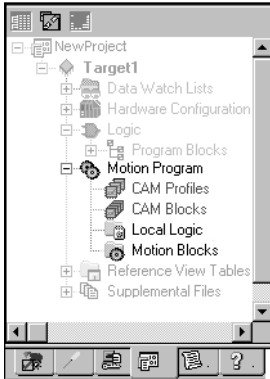 NewProject
Target1
Data Watch Lists
Hardware Configuration
Logic
Program Blocks
Motion Program
CAM Profiles
CAM Blocks
Local Logic
Motion Blocks
Reference View Tables
Supplemental Files